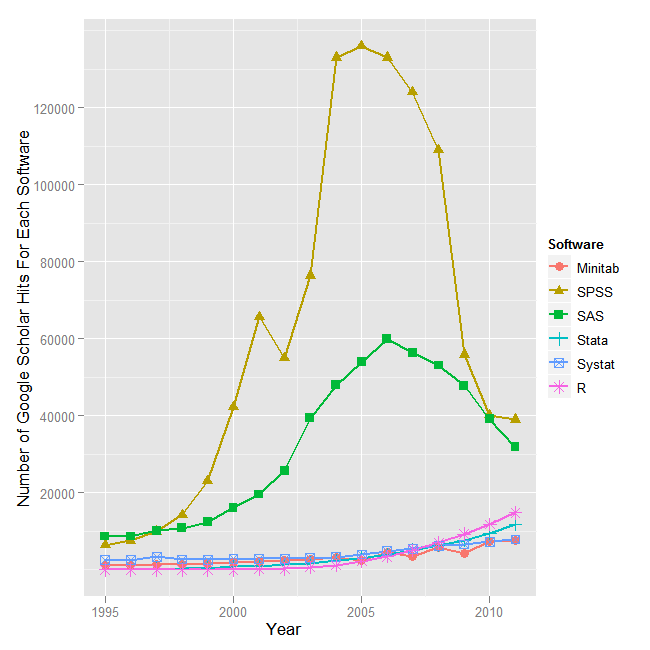 Number of Google Scholar Hits For Each Software
120000
100000
80000
60000
40000
20000
1995
2000
2005
2010
Year
Software
Minitab
SPSS
SAS
Stata
Systat
R